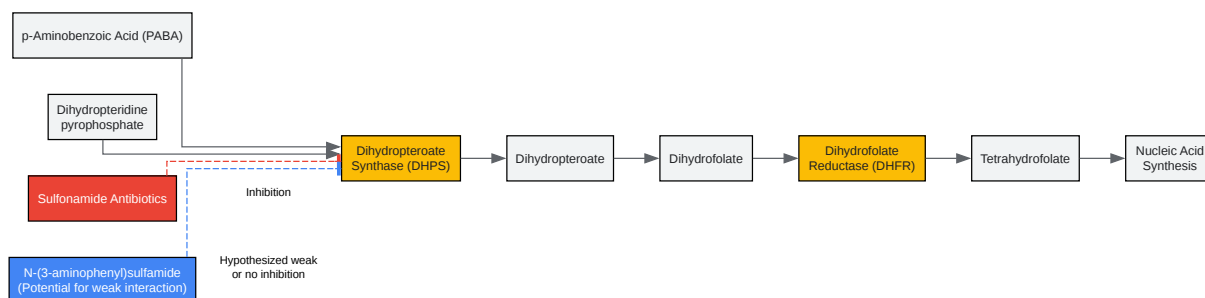 p-Aminobenzoic Acid (PABA)
Dihydropteridine
pyrophosphate
Sulfonamide Antibiotics
N-(3-aminophenyl)sulfamide
(Potential for weak interaction)
Inhibition
Hypothesized weak
or no inhibition
Dihydropteroate
Synthase (DHPS)
Dihydropteroate
Dihydrofolate
Dihydrofolate
Reductase (DHFR)
Tetrahydrofolate
Nucleic Acid
Synthesis